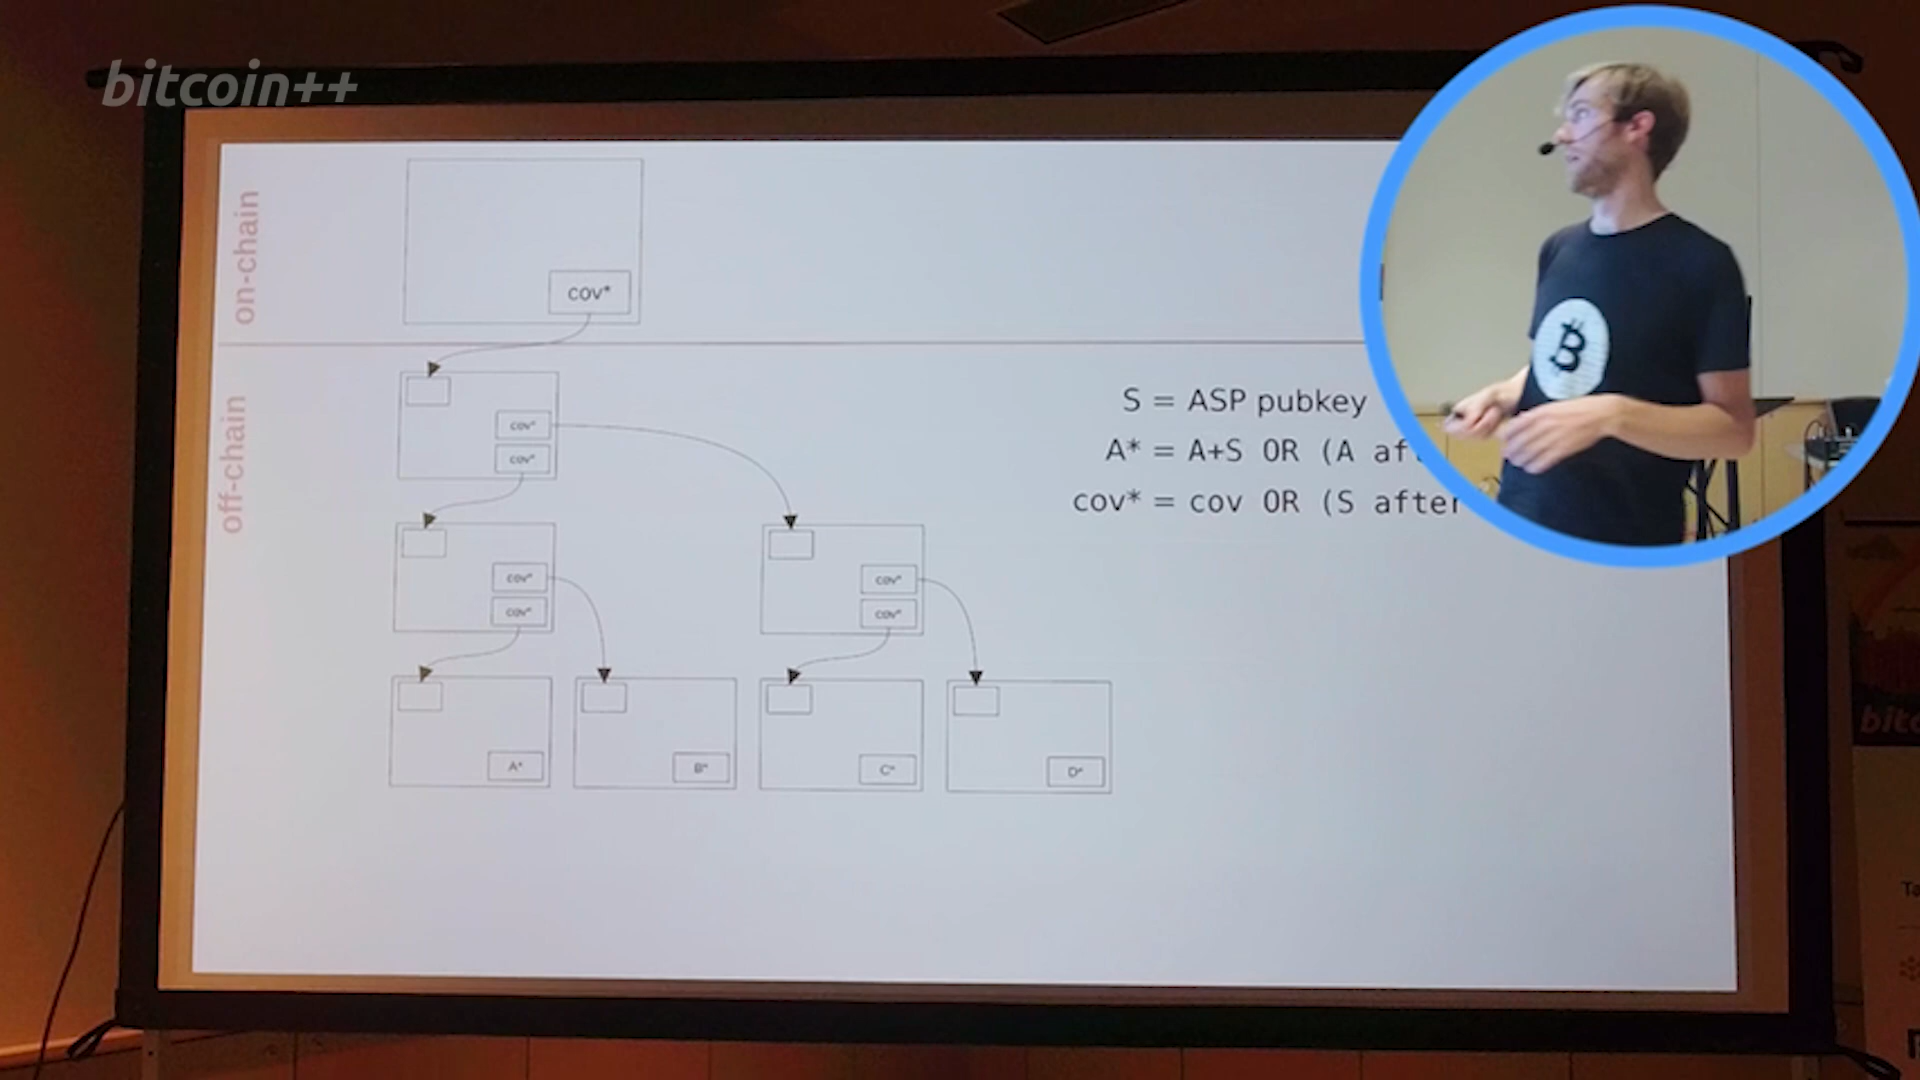 bitcoin++
on-chain
cov*
off-chain
cov*
cov*
S = ASP pubkey
A* = A+S OR (A
cov* = cov OR (S after
cov*
cov*
cov*
cov*
A*
B*
C*
D*